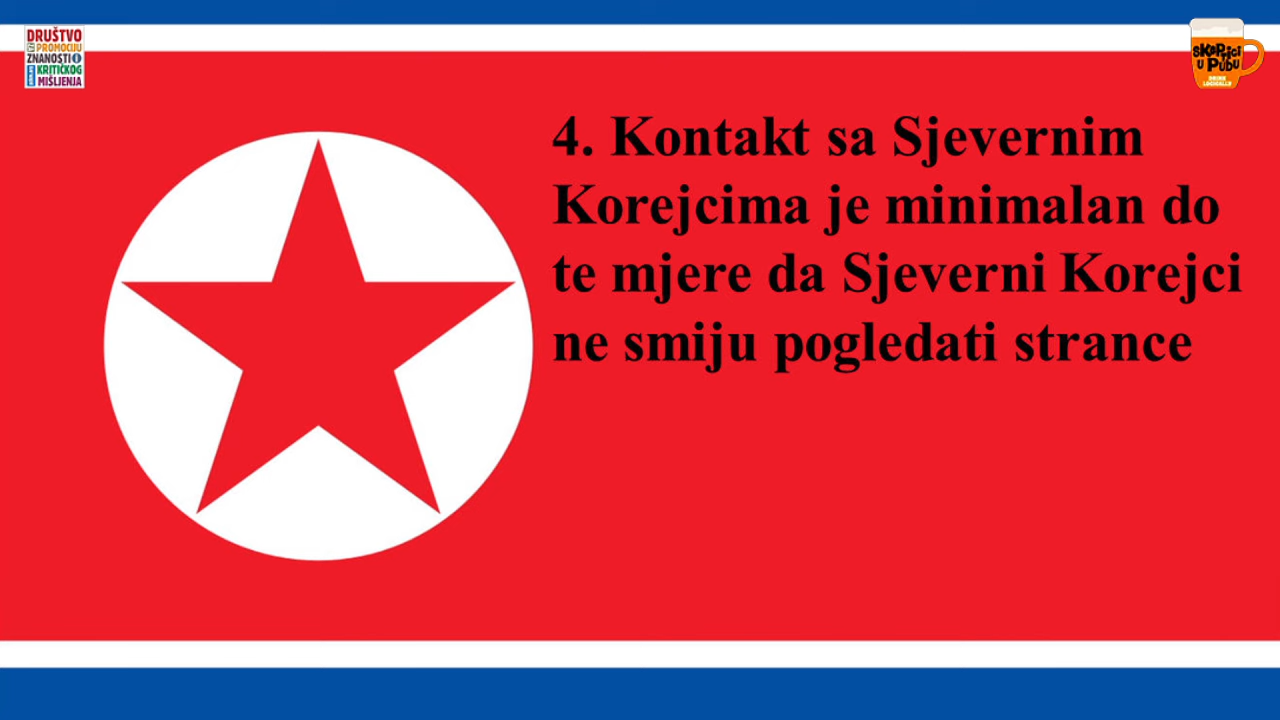 DRUŠTVO
ZA PROMOCIJU
ZNANOSTI I
KRITIČKOG
MIŠLJENJA
SKEPTICI
U PUBU
4. Kontakt sa Sjevernim
Korejcima je minimalan do
te mjere da Sjeverni Korejci
ne smiju pogledati strance